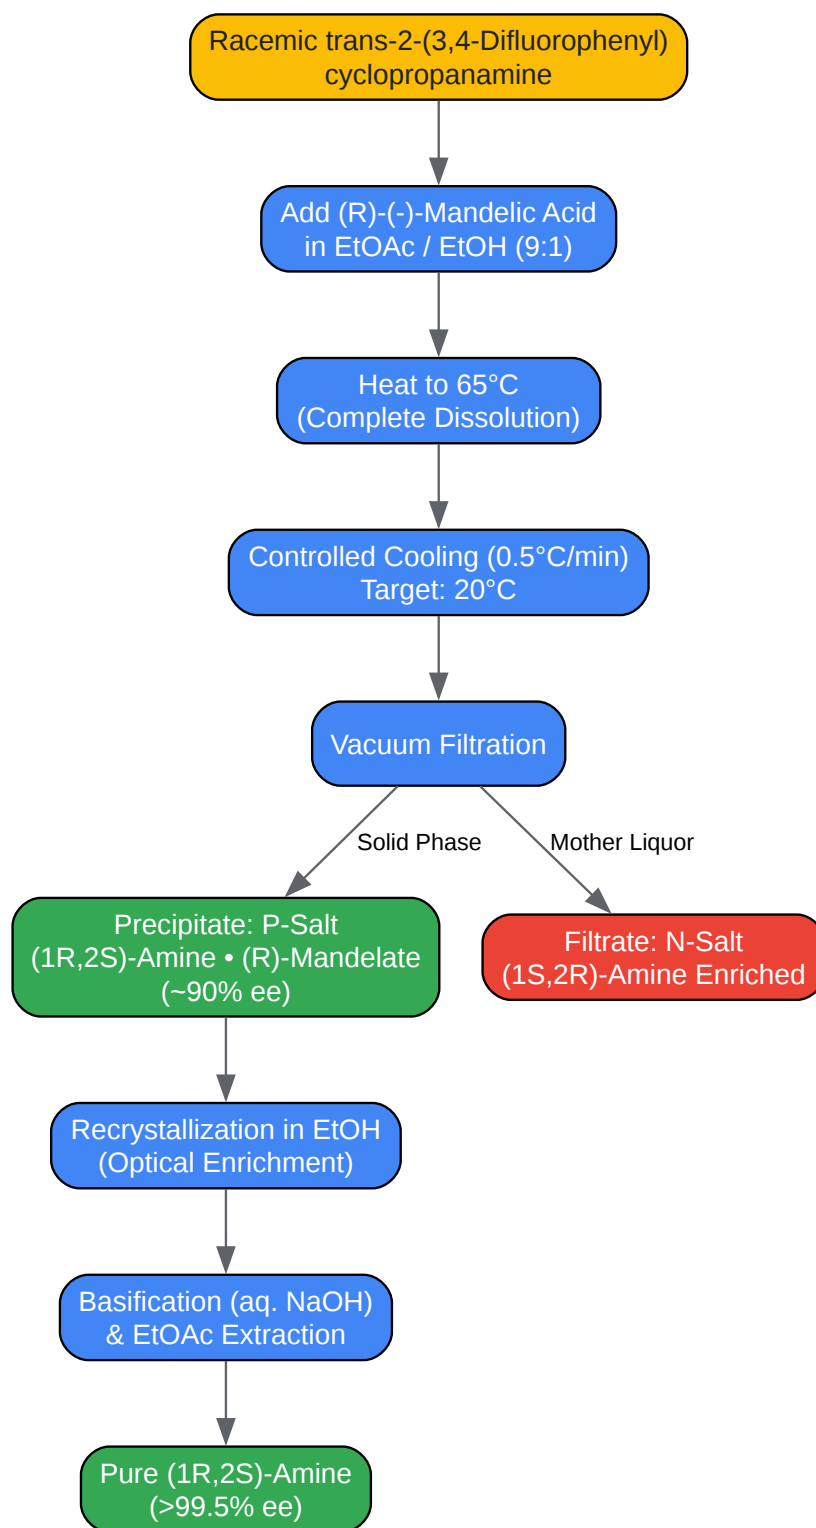 Racemic trans-2-(3,4-Difluorophenyl)
cyclopropanamine
Add (R)-(-)-Mandelic Acid
in EtOAc / EtOH (9:1)
Heat to 65°C
(Complete Dissolution)
Controlled Cooling (0.5°C/min)
Target: 20°C
Vacuum Filtration
Solid Phase
Mother Liquor
Precipitate: P-Salt
(1R,2S)-Amine • (R)-Mandelate
(~90% ee)
Filtrate: N-Salt
(1S,2R)-Amine Enriched
Recrystallization in EtOH
(Optical Enrichment)
Basification (aq. NaOH)
& EtOAc Extraction
Pure (1R,2S)-Amine
(>99.5% ee)